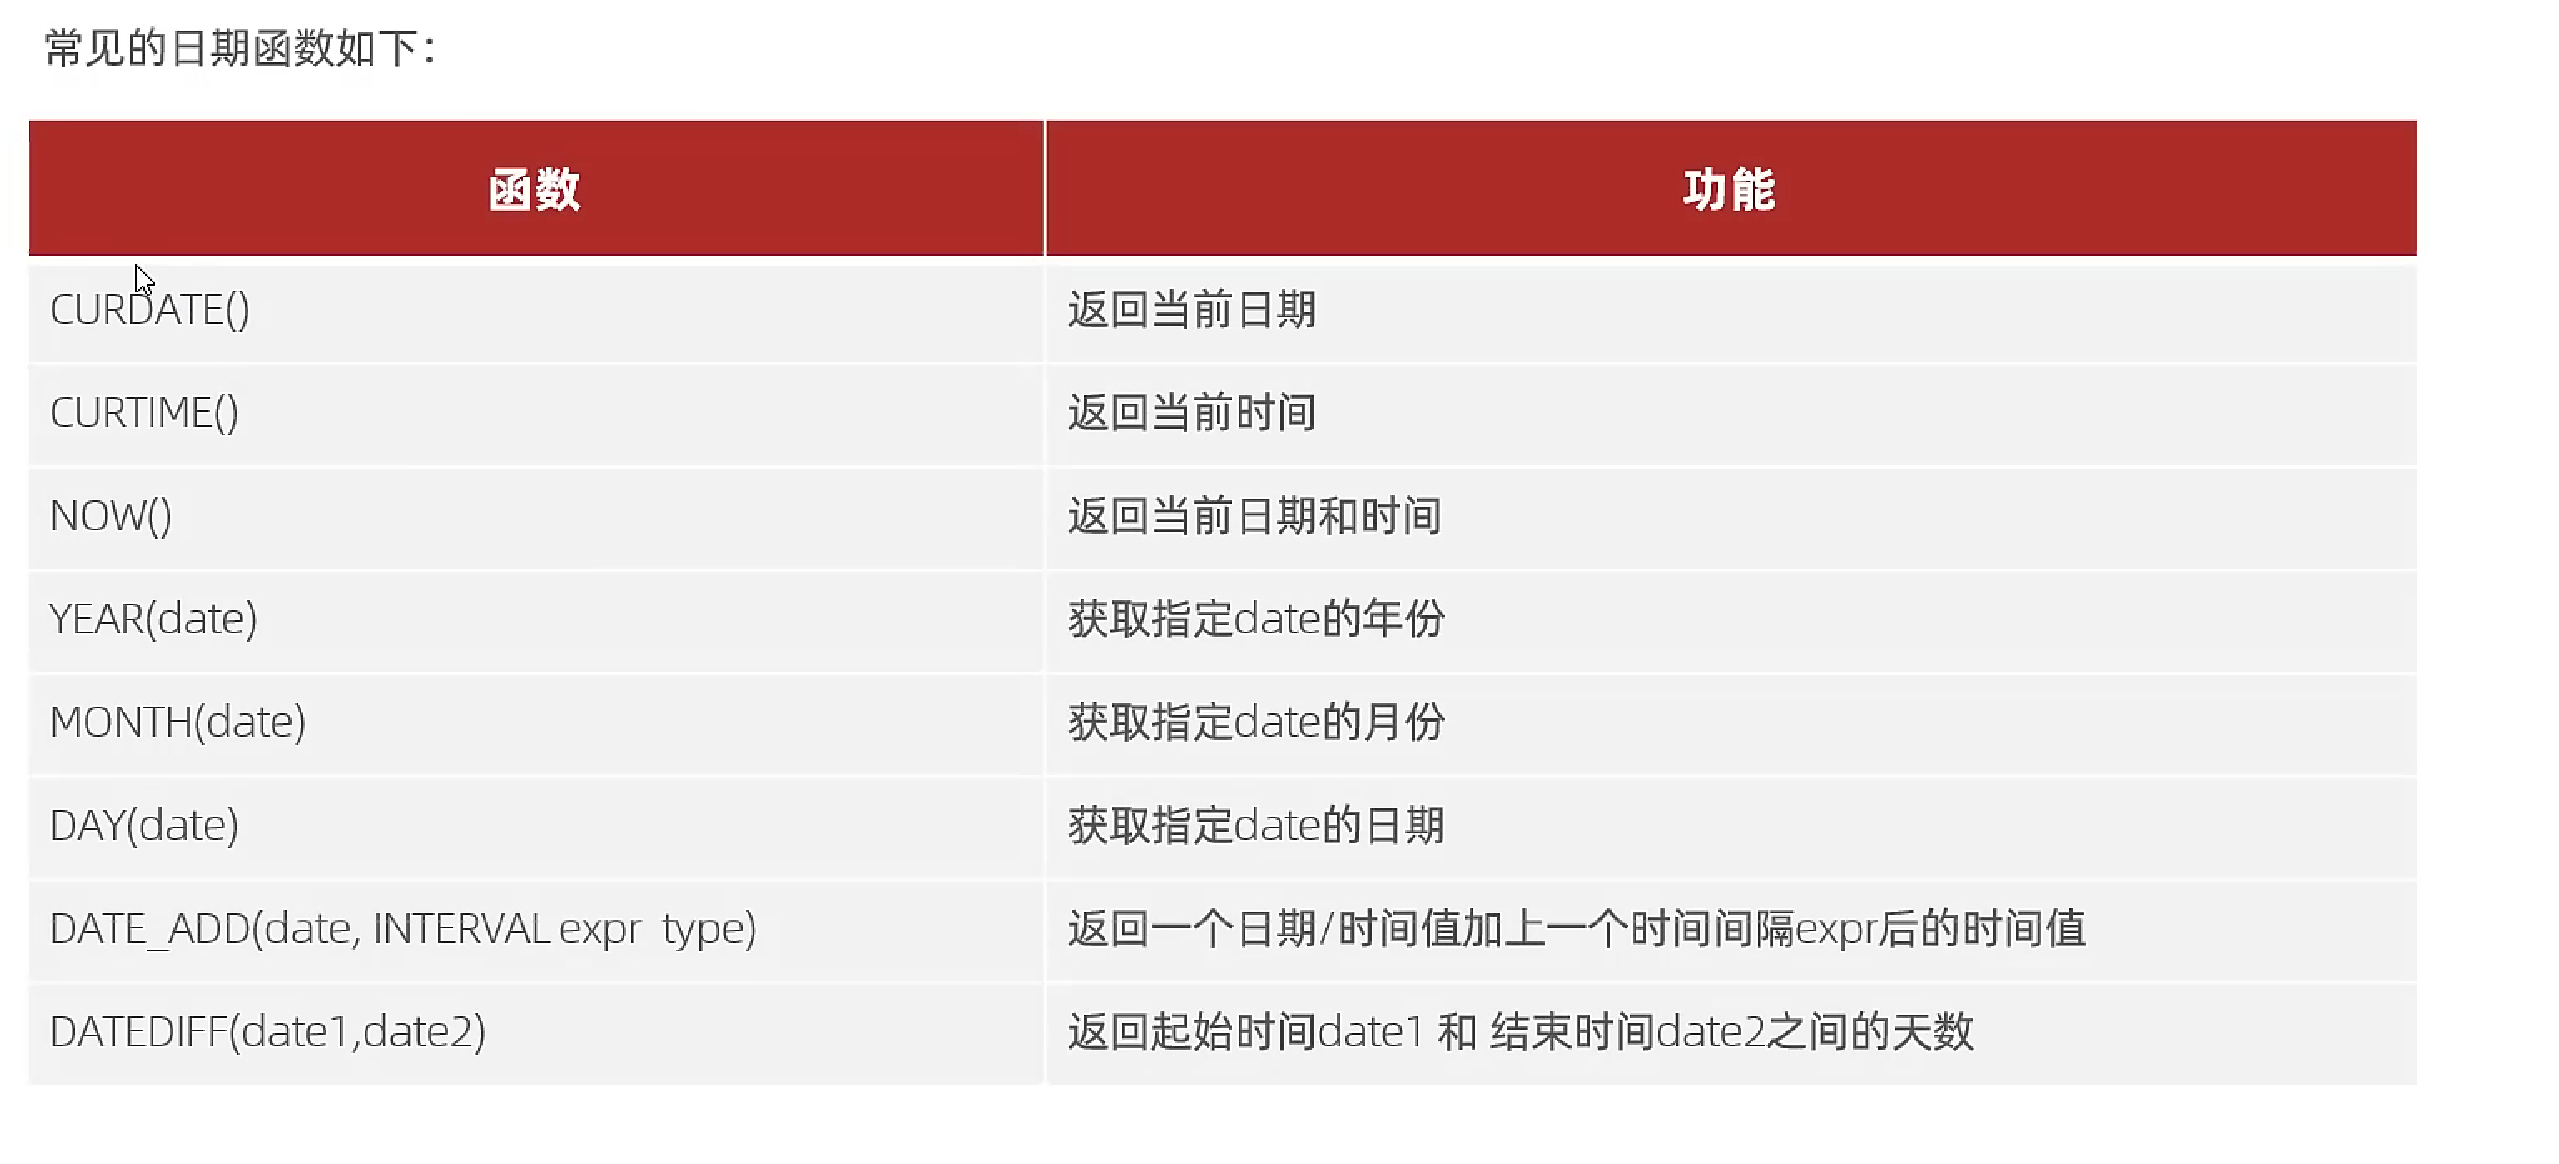 常见的日期函数如下：
函数 功能
CURDATE() 返回当前日期
CURTIME() 返回当前时间
NOW() 返回当前日期和时间
YEAR(date) 获取指定date的年份
MONTH(date) 获取指定date的月份
DAY(date) 获取指定date的日期
DATE_ADD(date, INTERVAL expr type) 返回一个日期/时间值加上一个时间间隔expr后的时间值
DATEDIFF(date1,date2) 返回起始时间date1 和 结束时间date2之间的天数